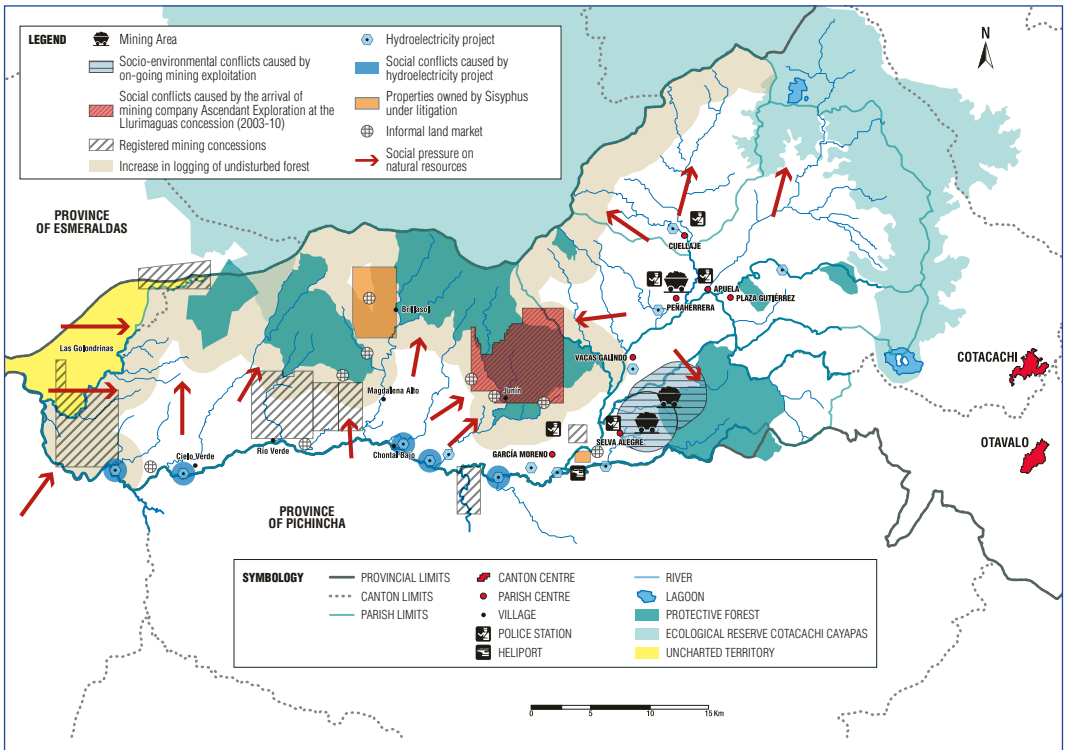 LEGEND
Mining Area
Socio-environmental conflicts caused by
on-going mining exploitation
Social conflicts caused by the arrival of
mining company Ascendant Exploration at the
Llurimaguas concession (2003-10)
Registered mining concessions
Increase in logging of undisturbed forest
Hydroelectricity project
Social conflicts caused by
hydroelectricity project
Properties owned by Sisyphus
under litigation
Informal land market
Social pressure on
natural resources
N
PROVINCE
OF ESMERALDAS
CUELLAJE
APUELA
PLAZA GUTIÉRREZ
PEÑAHERRERA
Brillasol
Las Golondrinas
VACAS GALINDO
COTACACHI
Magdalena Alto
Junín
SELVA ALEGRE
OTAVALO
Río Verde
Chontal Bajo
GARCÍA MORENO
Cielo Verde
PROVINCE
OF PICHINCHA
SYMBOLOGY
PROVINCIAL LIMITS
CANTON LIMITS
PARISH LIMITS
CANTON CENTRE
PARISH CENTRE
VILLAGE
POLICE STATION
HELIPORT
RIVER
LAGOON
PROTECTIVE FOREST
ECOLOGICAL RESERVE COTACACHI CAYAPAS
UNCHARTED TERRITORY
0 5 10 15 Km